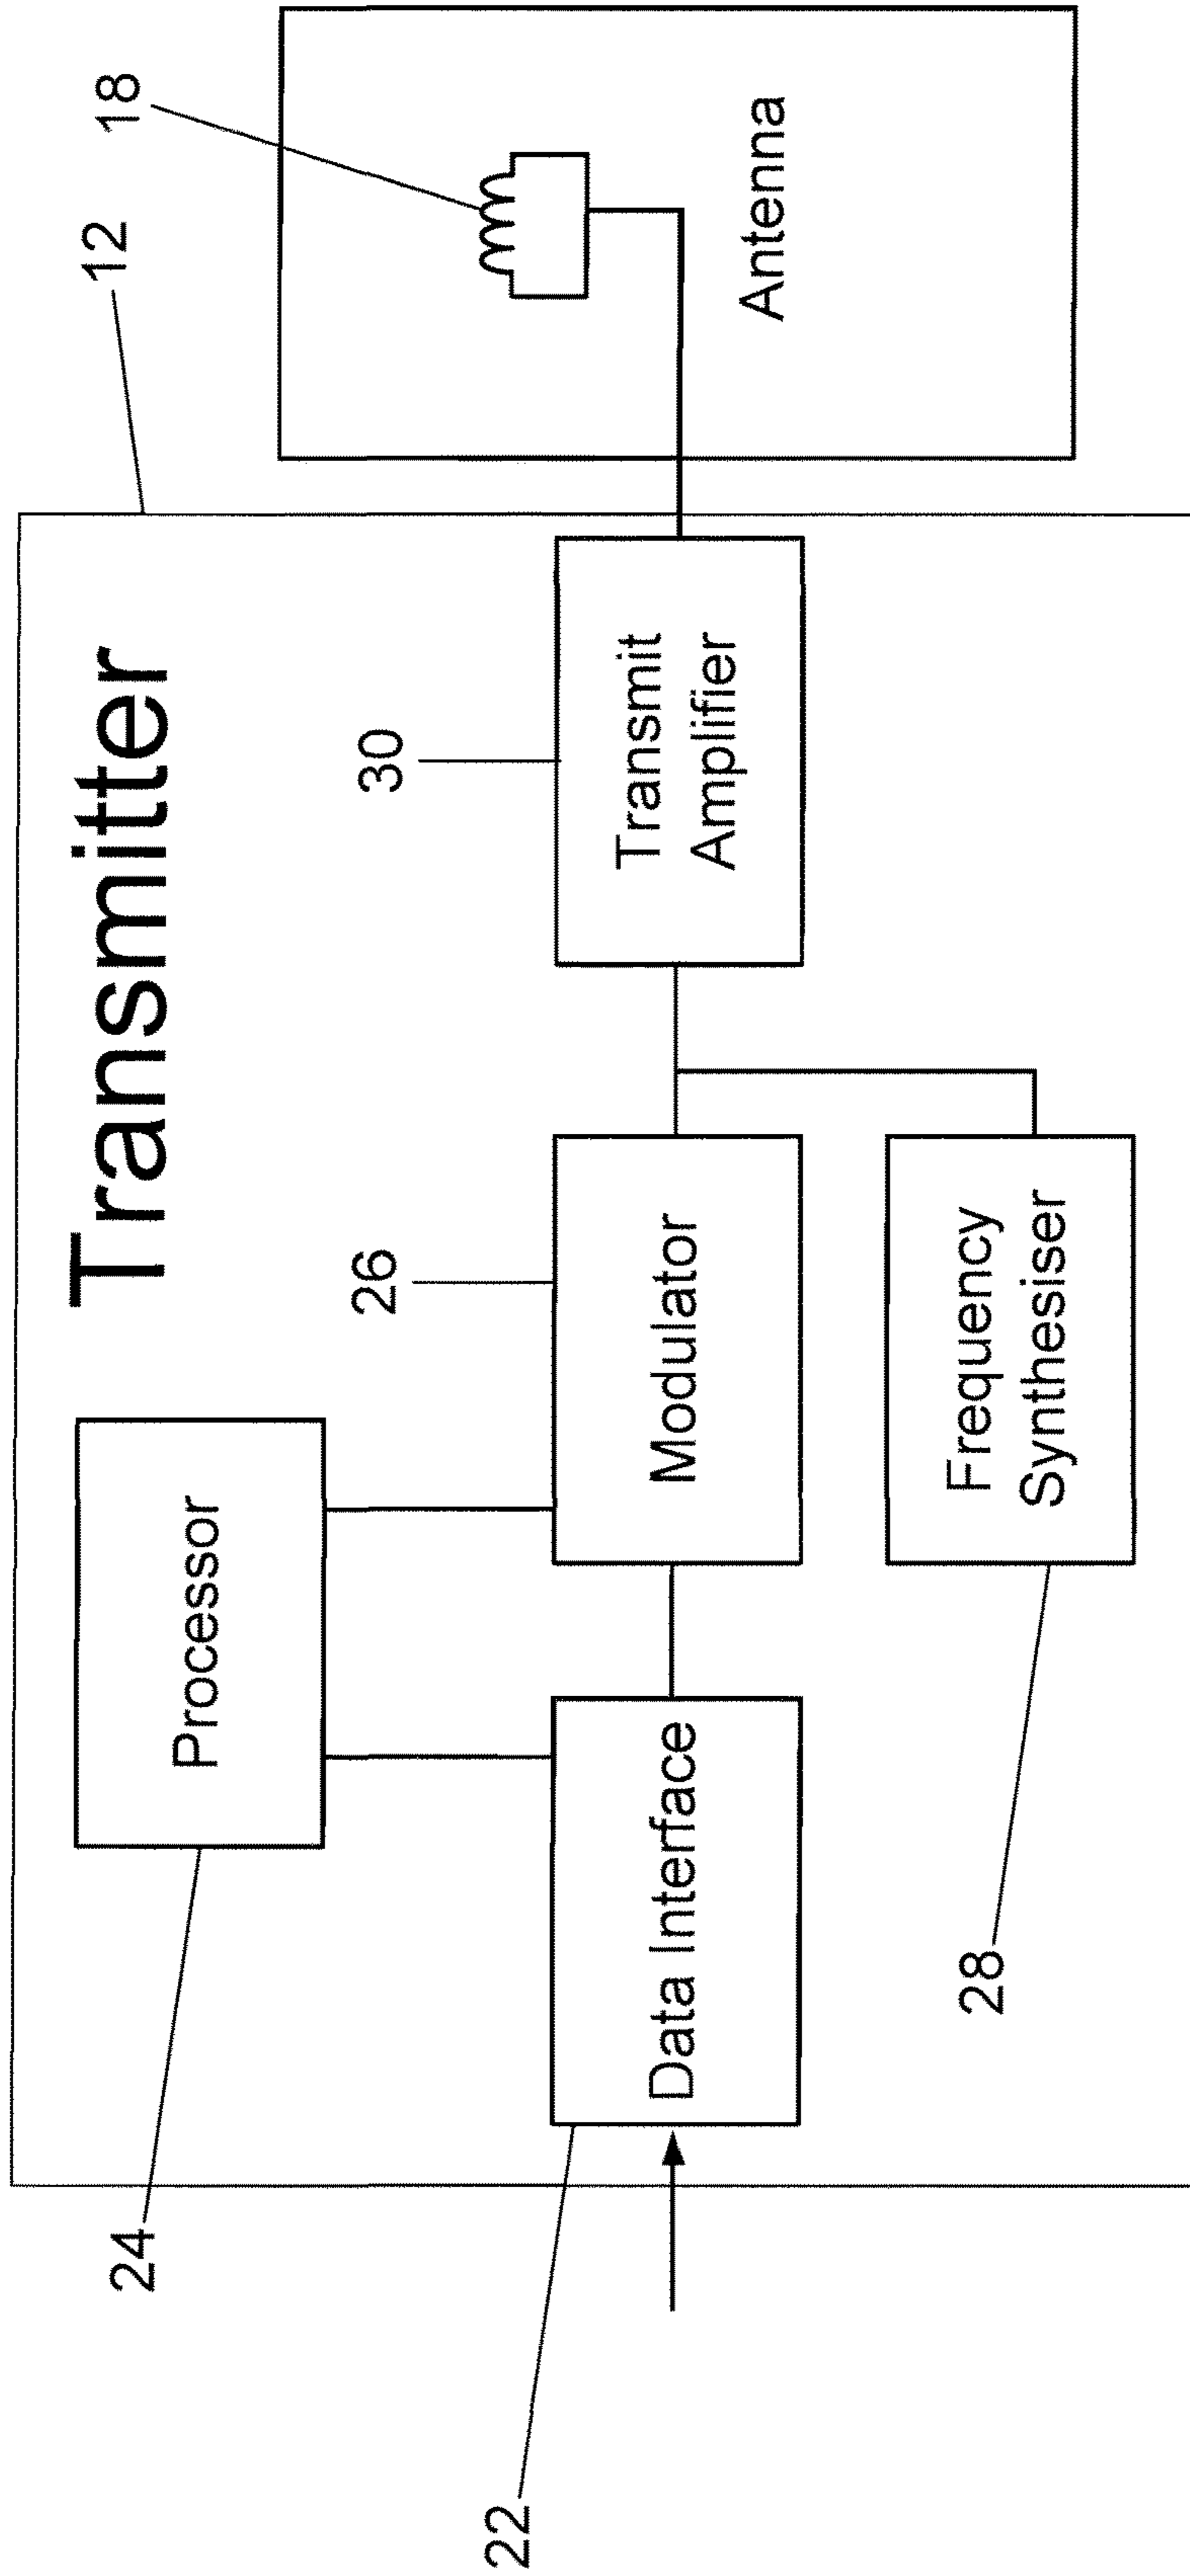 Transmitter
12
18
24
Processor
26
30
22
Data Interface
Modulator
Transmit
Amplifier
Antenna
28
Frequency
Synthesiser